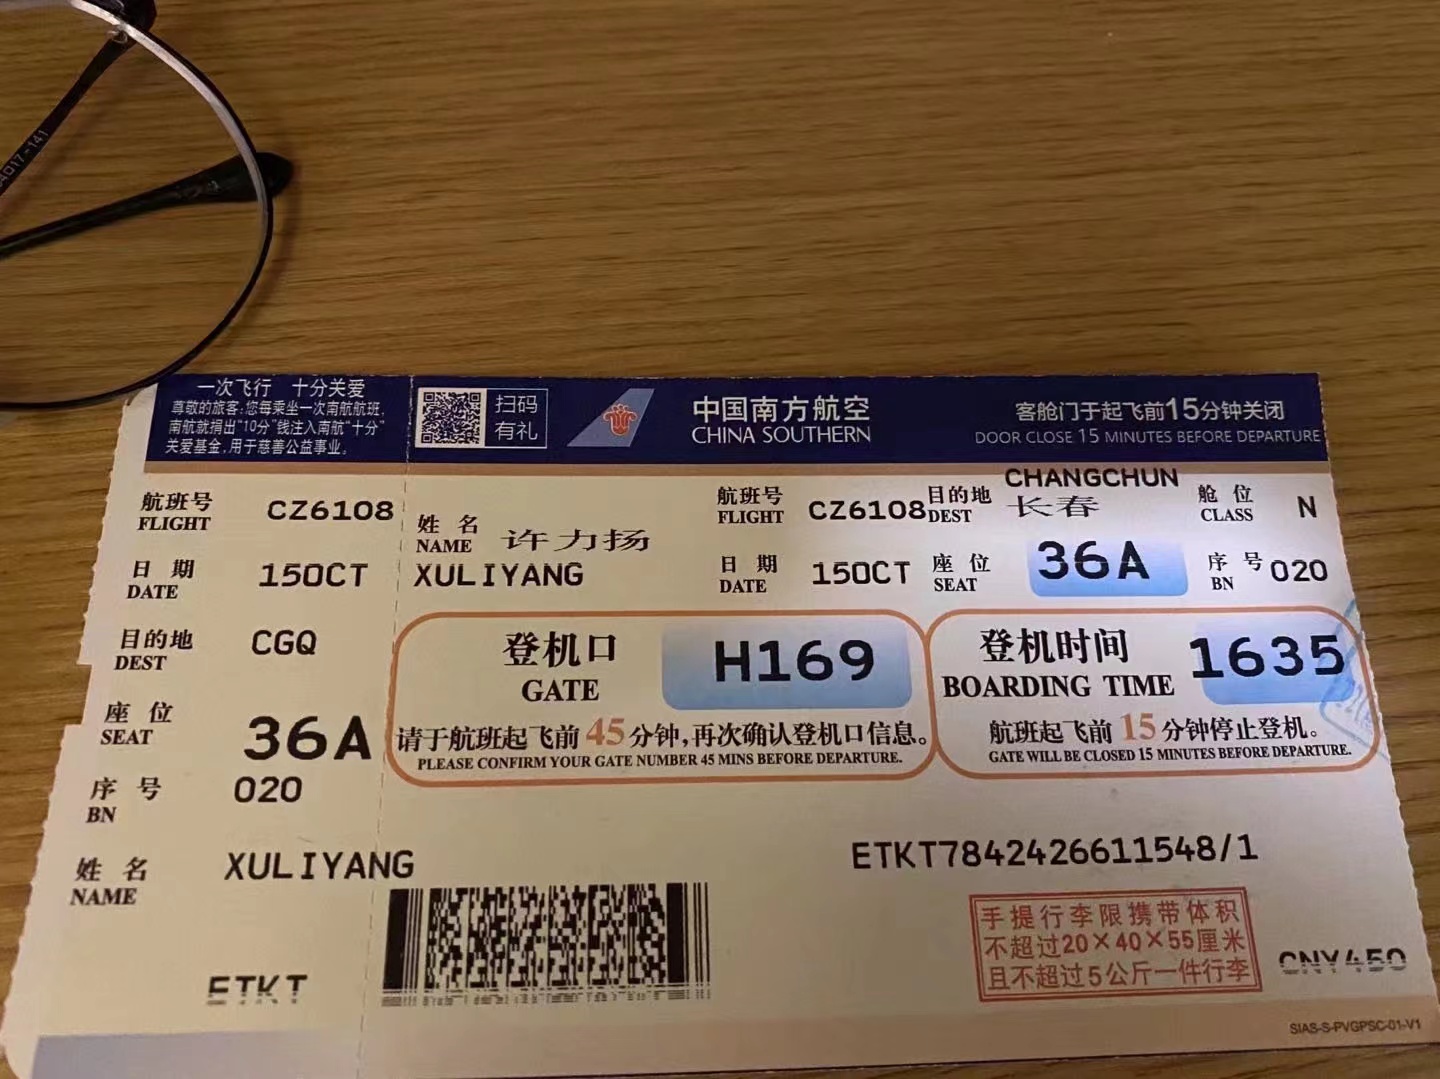 4017-141
一次飞行 十分关爱
尊敬的旅客:您每乘坐一次南航航班,
南航就捐出"10分"钱注入南航"十分"
关爱基金,用于慈善公益事业。
扫码
有礼
中国南方航空
CHINA SOUTHERN
客舱门于起飞前15分钟关闭
DOOR CLOSE 15 MINUTES BEFORE DEPARTURE
航班号
FLIGHT
CZ6108
日期
DATE
15OCT
目的地
DEST
CGQ
座位
SEAT
36A
序号
BN
020
姓名
NAME
XULIYANG
ETKT
姓名
NAME
许力扬
XULIYANG
航班号
FLIGHT
CZ6108
目的地
DEST
CHANGCHUN
长春
舱位
CLASS
N
日期
DATE
15OCT
座位
SEAT
36A
序号
BN
020
登机口
GATE
H169
请于航班起飞前45分钟,再次确认登机口信息。
PLEASE CONFIRM YOUR GATE NUMBER 45 MINS BEFORE DEPARTURE.
登机时间
BOARDING TIME
1635
航班起飞前15分钟停止登机。
GATE WILL BE CLOSED 15 MINUTES BEFORE DEPARTURE.
ETKT7842426611548/1
手提行李限携带体积
不超过20×40×55厘米
且不超过5公斤一件行李
CNY450
SIAS-S-PVGPSC-01-V1